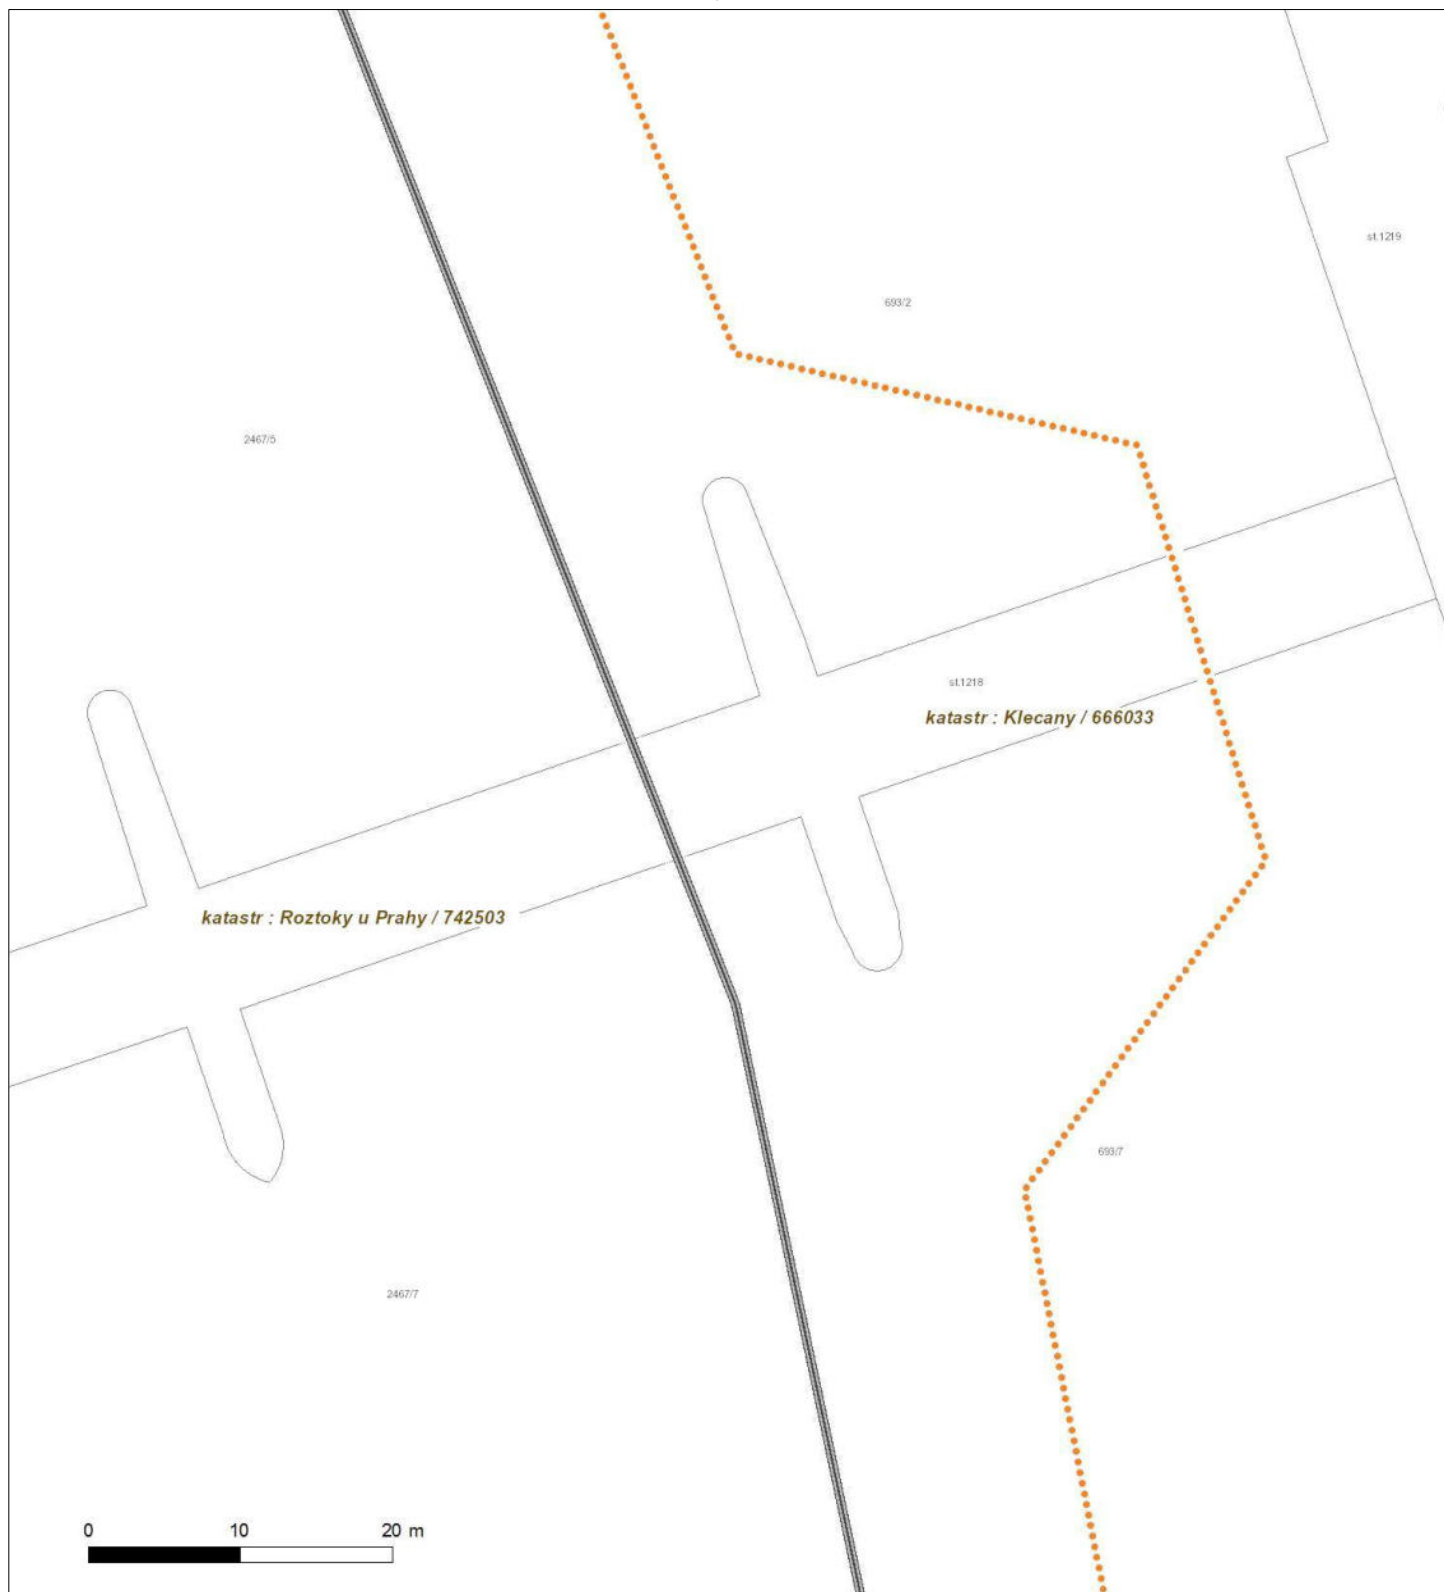 st.1219
693/2
2467/5
st.1218
katastr : Klecany / 666033
katastr : Roztoky u Prahy / 742503
693/7
2467/7
0 10 20 m